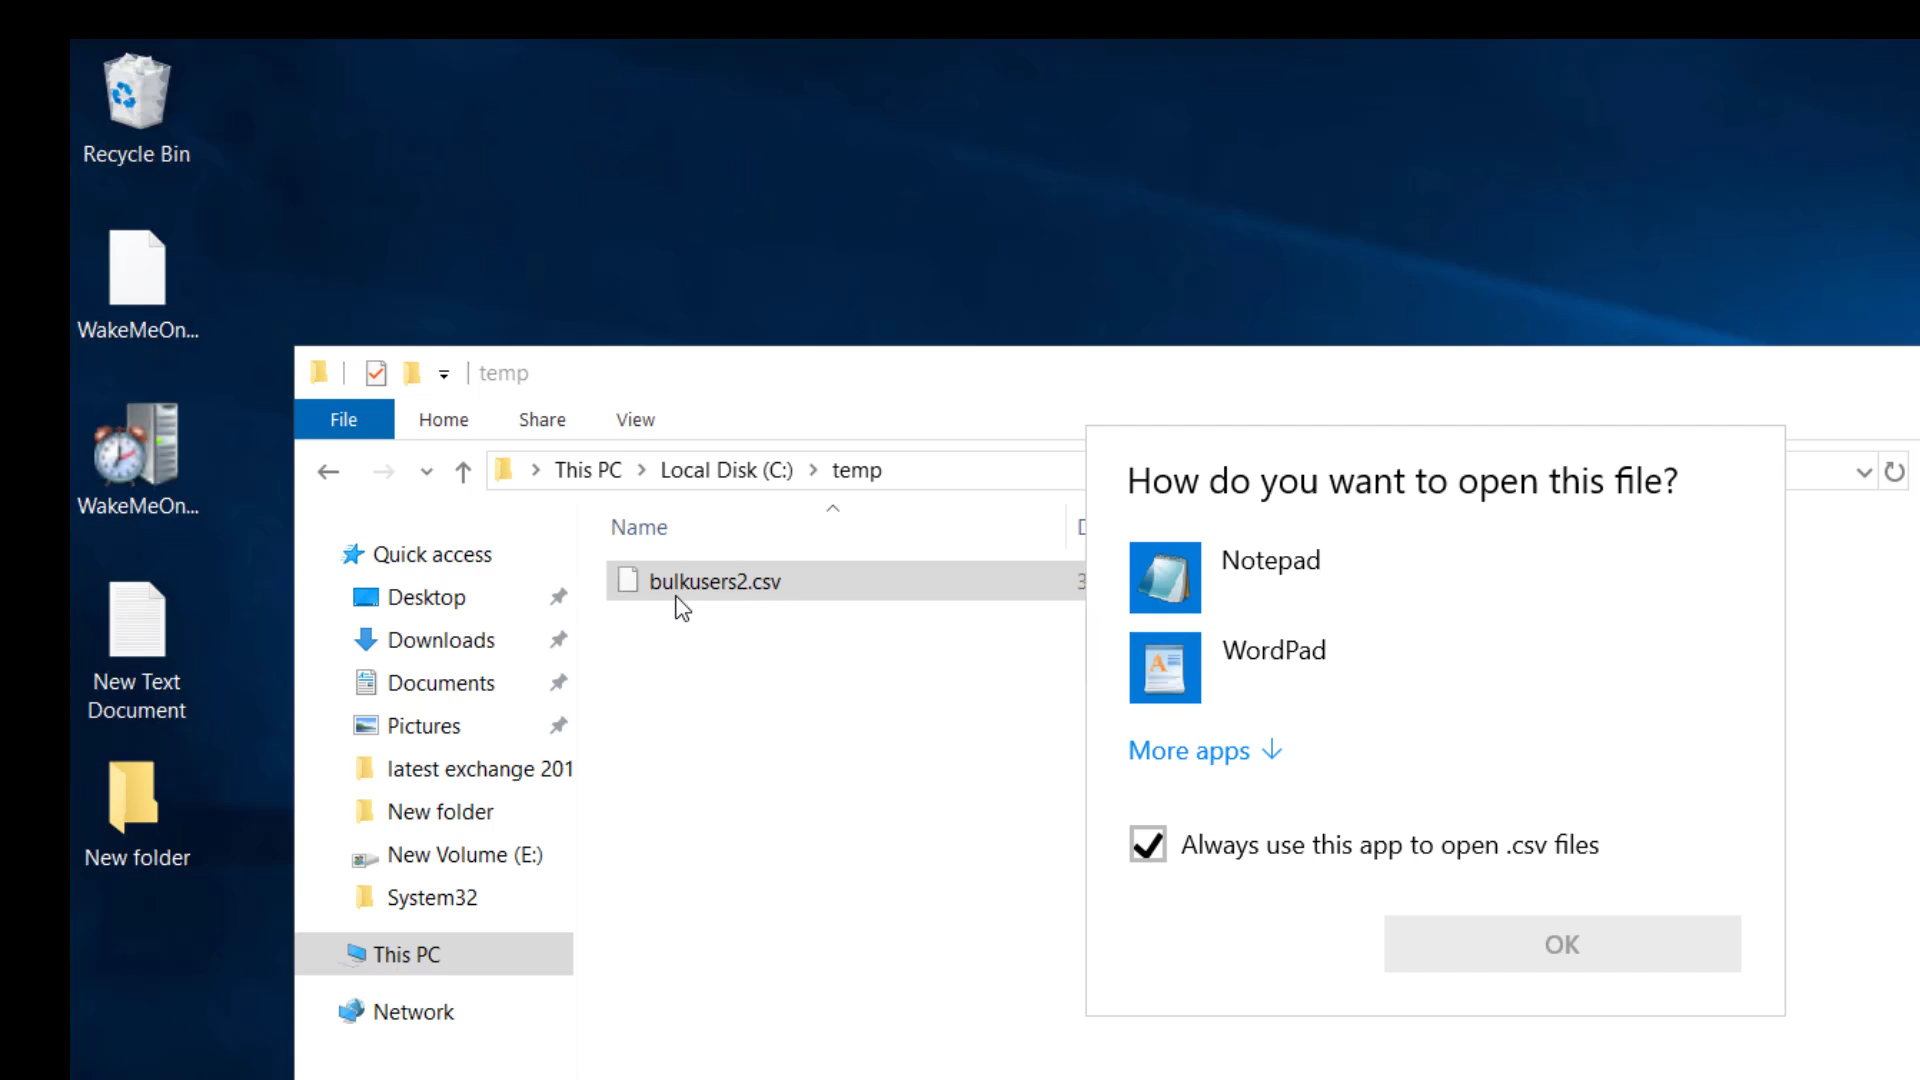 Recycle Bin
WakeMeOn...
WakeMeOn...
New Text
Document
New folder
temp
File
Home
Share
View
This PC
Local Disk (C:)
temp
Name
bulkusers2.csv
Quick access
Desktop
Downloads
Documents
Pictures
latest exchange 201
New folder
New Volume (E:)
System32
This PC
Network
How do you want to open this file?
Notepad
WordPad
More apps
Always use this app to open .csv files
OK